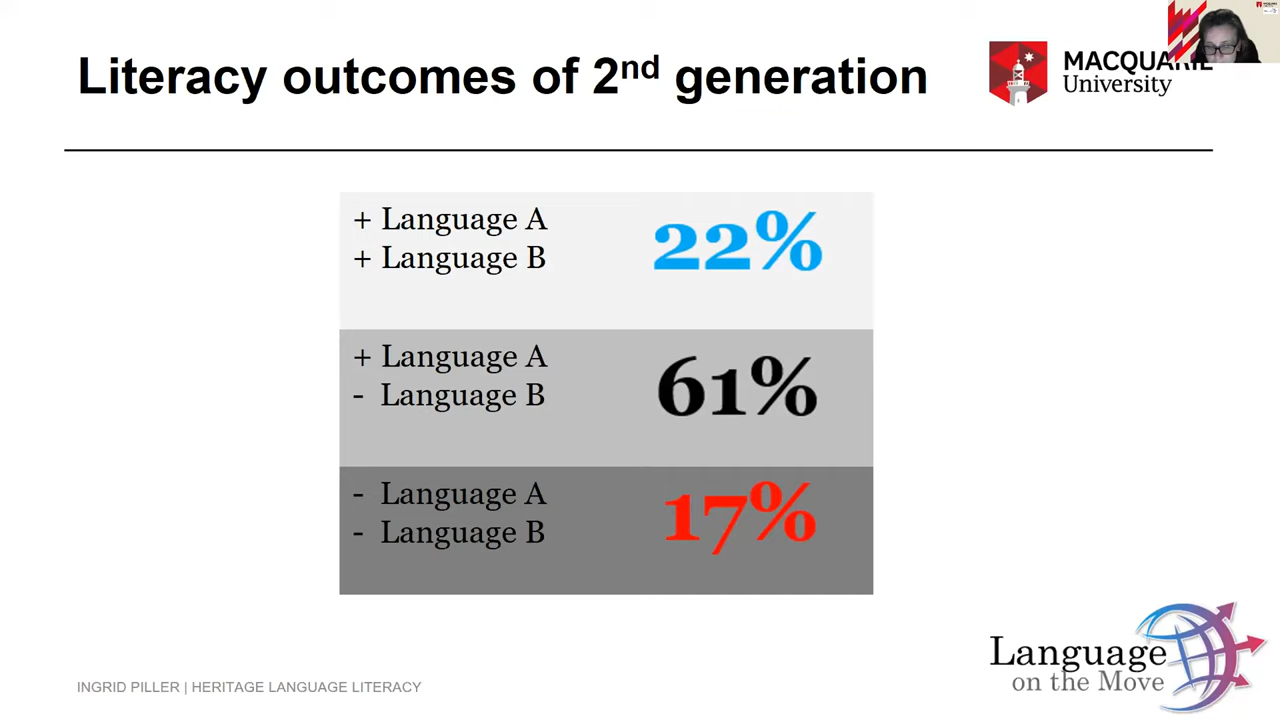 Literacy outcomes of 2nd generation
MACQUARIE
University
+ Language A
+ Language B
22%
+ Language A
- Language B
61%
- Language A
- Language B
17%
Language
on the Move
INGRID PILLER | HERITAGE LANGUAGE LITERACY